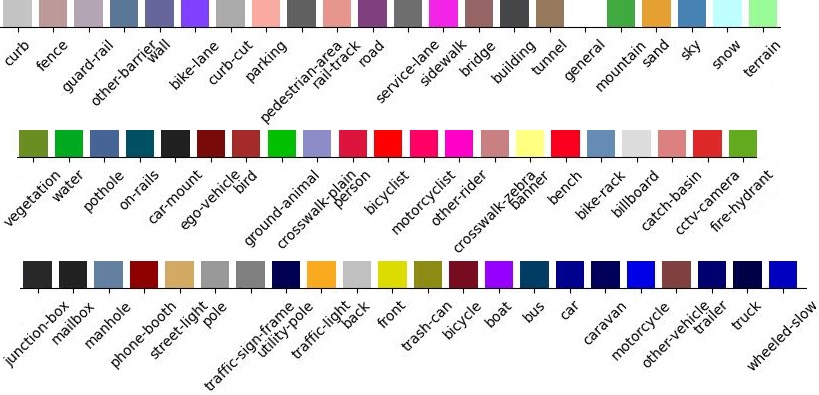 curb fence guard-rail other-barrier wall bike-lane curb-cut parking pedestrian-area rail-track road service-lane sidewalk bridge building tunnel general mountain sand sky snow terrain
vegetation water pothole on-rails car-mount ego-vehicle bird ground-animal crosswalk-plain person bicyclist motorcyclist other-rider crosswalk-zebra banner bench bike-rack billboard catch-basin cctv-camera fire-hydrant
junction-box mailbox manhole phone-booth street-light pole traffic-sign-frame utility-pole traffic-light back front trash-can bicycle boat bus car caravan motorcycle other-vehicle trailer truck wheeled-slow